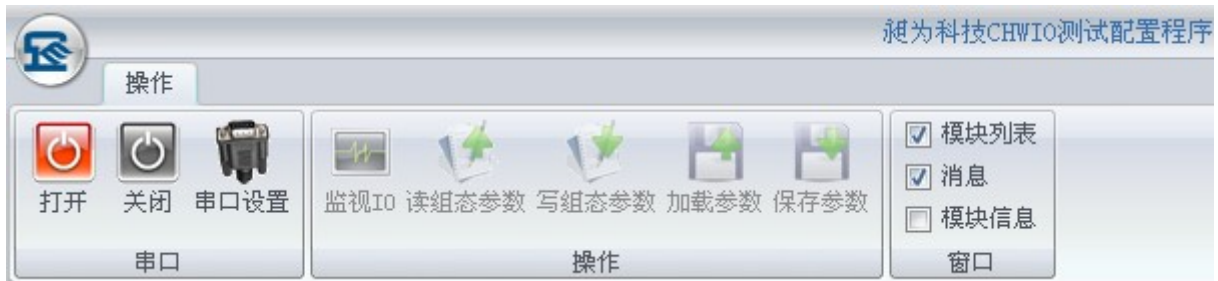 昶为科技CHWIO测试配置程序
操作
打开 关闭 串口设置
串口
监视IO 读组态参数 写组态参数 加载参数 保存参数
操作
模块列表
消息
模块信息
窗口